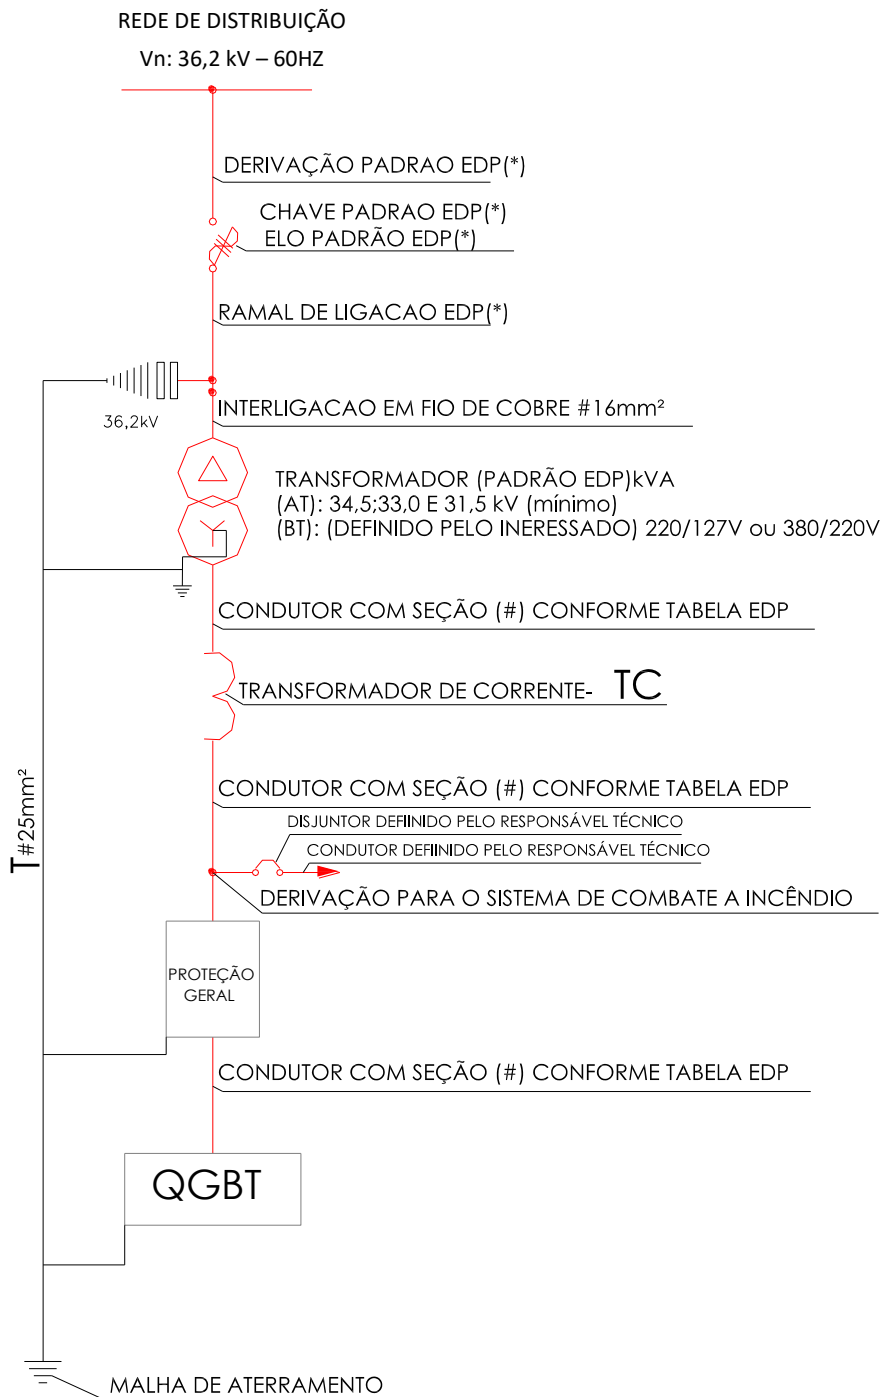 REDE DE DISTRIBUIÇÃO
Vn: 36,2 kV – 60HZ
DERIVAÇÃO PADRAO EDP(*)
CHAVE PADRAO EDP(*)
ELO PADRÃO EDP(*)
RAMAL DE LIGACAO EDP(*)
36,2kV
INTERLIGACAO EM FIO DE COBRE #16mm²
TRANSFORMADOR (PADRÃO EDP)kVA
(AT): 34,5;33,0 E 31,5 kV (mínimo)
(BT): (DEFINIDO PELO INERESSADO) 220/127V ou 380/220V
CONDUTOR COM SEÇÃO (#) CONFORME TABELA EDP
TRANSFORMADOR DE CORRENTE- TC
CONDUTOR COM SEÇÃO (#) CONFORME TABELA EDP
T#25mm²
DISJUNTOR DEFIINIDO PELO RESPONSÁVEL TÉCNICO
CONDUTOR DEFIINIDO PELO RESPONSÁVEL TÉCNICO
DERIVAÇÃO PARA O SISTEMA DE COMBATE A INCÊNDIO
PROTEÇÃO
GERAL
CONDUTOR COM SEÇÃO (#) CONFORME TABELA EDP
QGBT
MALHA DE ATERRAMENTO